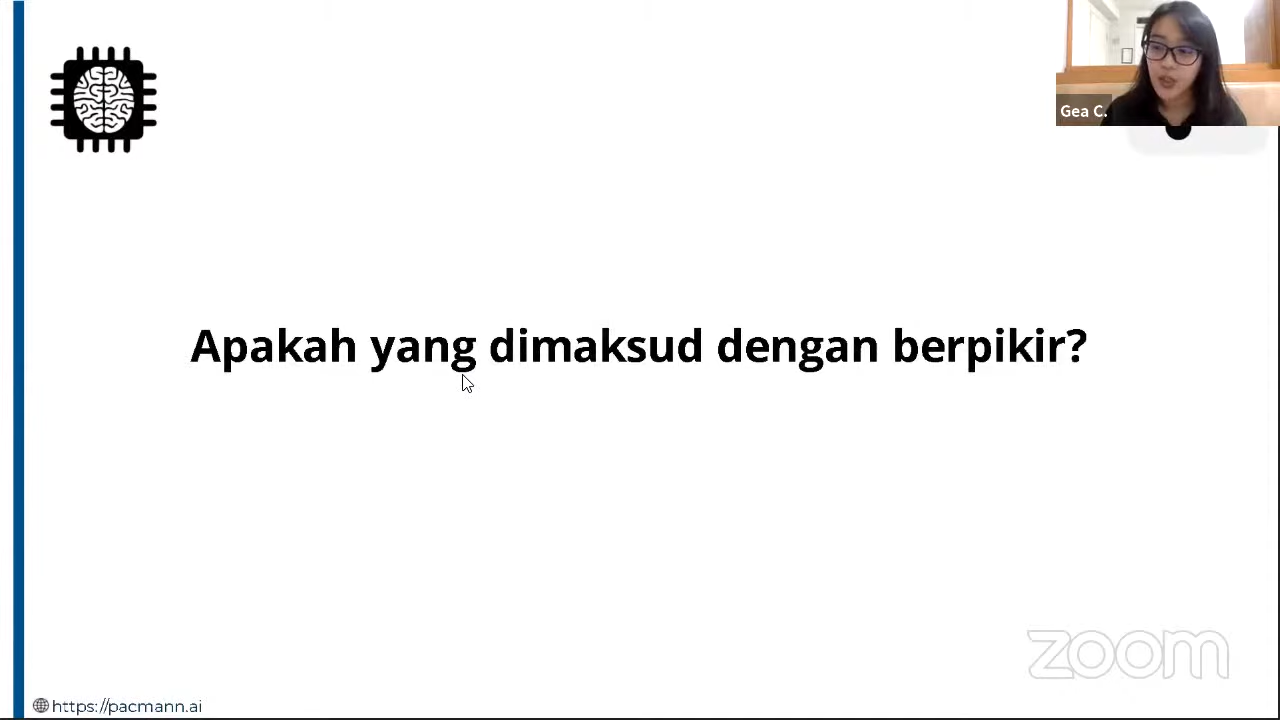 Gea C.
Apakah yang dimaksud dengan berpikir?
zoom
https://pacmann.ai